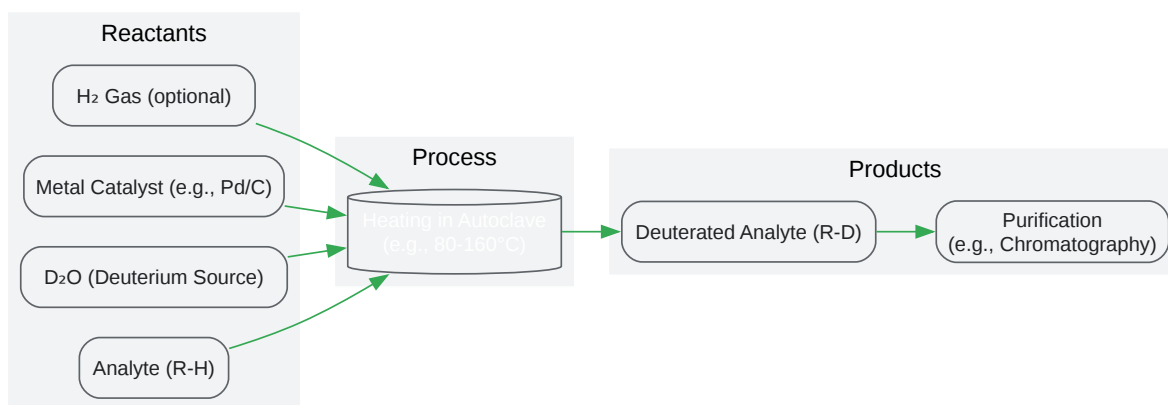 Reactants
H₂ Gas (optional)
Metal Catalyst (e.g., Pd/C)
D₂O (Deuterium Source)
Analyte (R-H)
Process
Heating in Autoclave
(e.g., 80-160°C)
Products
Deuterated Analyte (R-D)
Purification
(e.g., Chromatography)